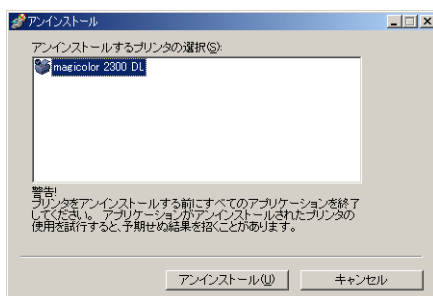 アンインストール
アンインストールするプリンタの選択(S):
magicolor 2300 DL
警告!
プリンタをアンインストールする前にすべてのアプリケーションを終了
してください。 アプリケーションがアンインストールされたプリンタの
使用を試行すると、予期せぬ結果を招くことがあります。
アンインストール(U)
キャンセル